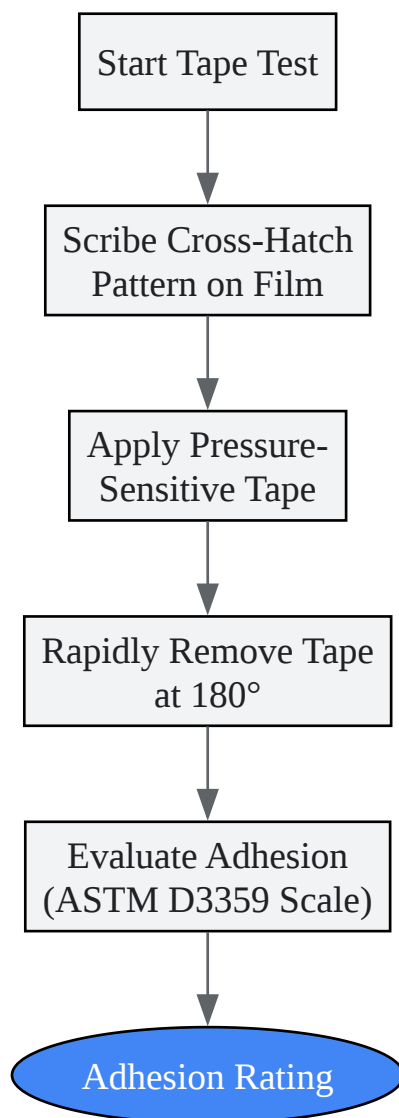 Start Tape Test
Scribe Cross-Hatch
Pattern on Film
Apply Pressure-
Sensitive Tape
Rapidly Remove Tape
at 180°
Evaluate Adhesion
(ASTM D3359 Scale)
Adhesion Rating